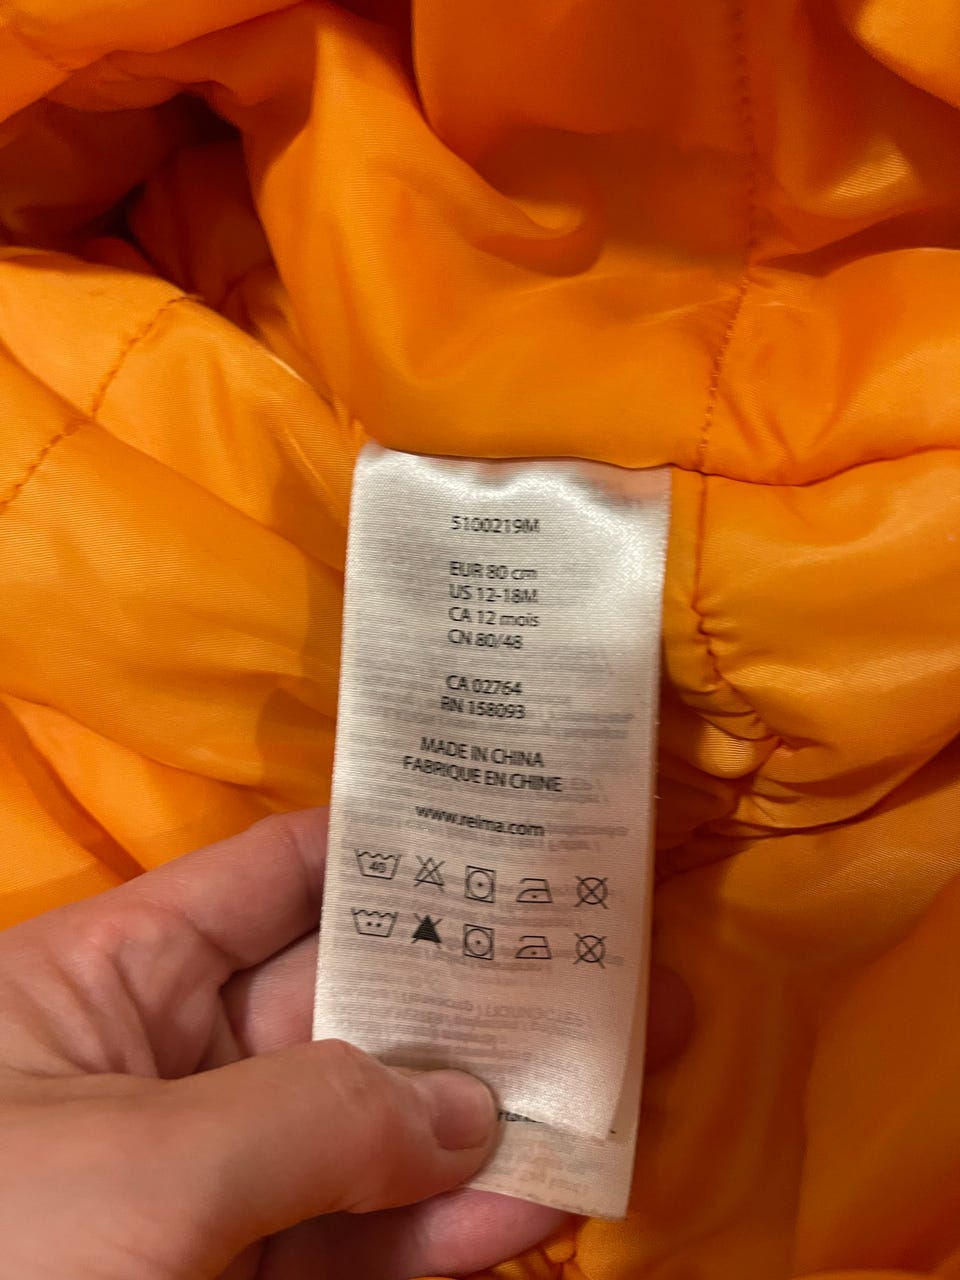 5100219M
EUR 80 cm
US 12-18M
CA 12 mois
CN 80/48
CA 02764
RN 158093
MADE IN CHINA
FABRIQUE EN CHINE
www.reima.com
40